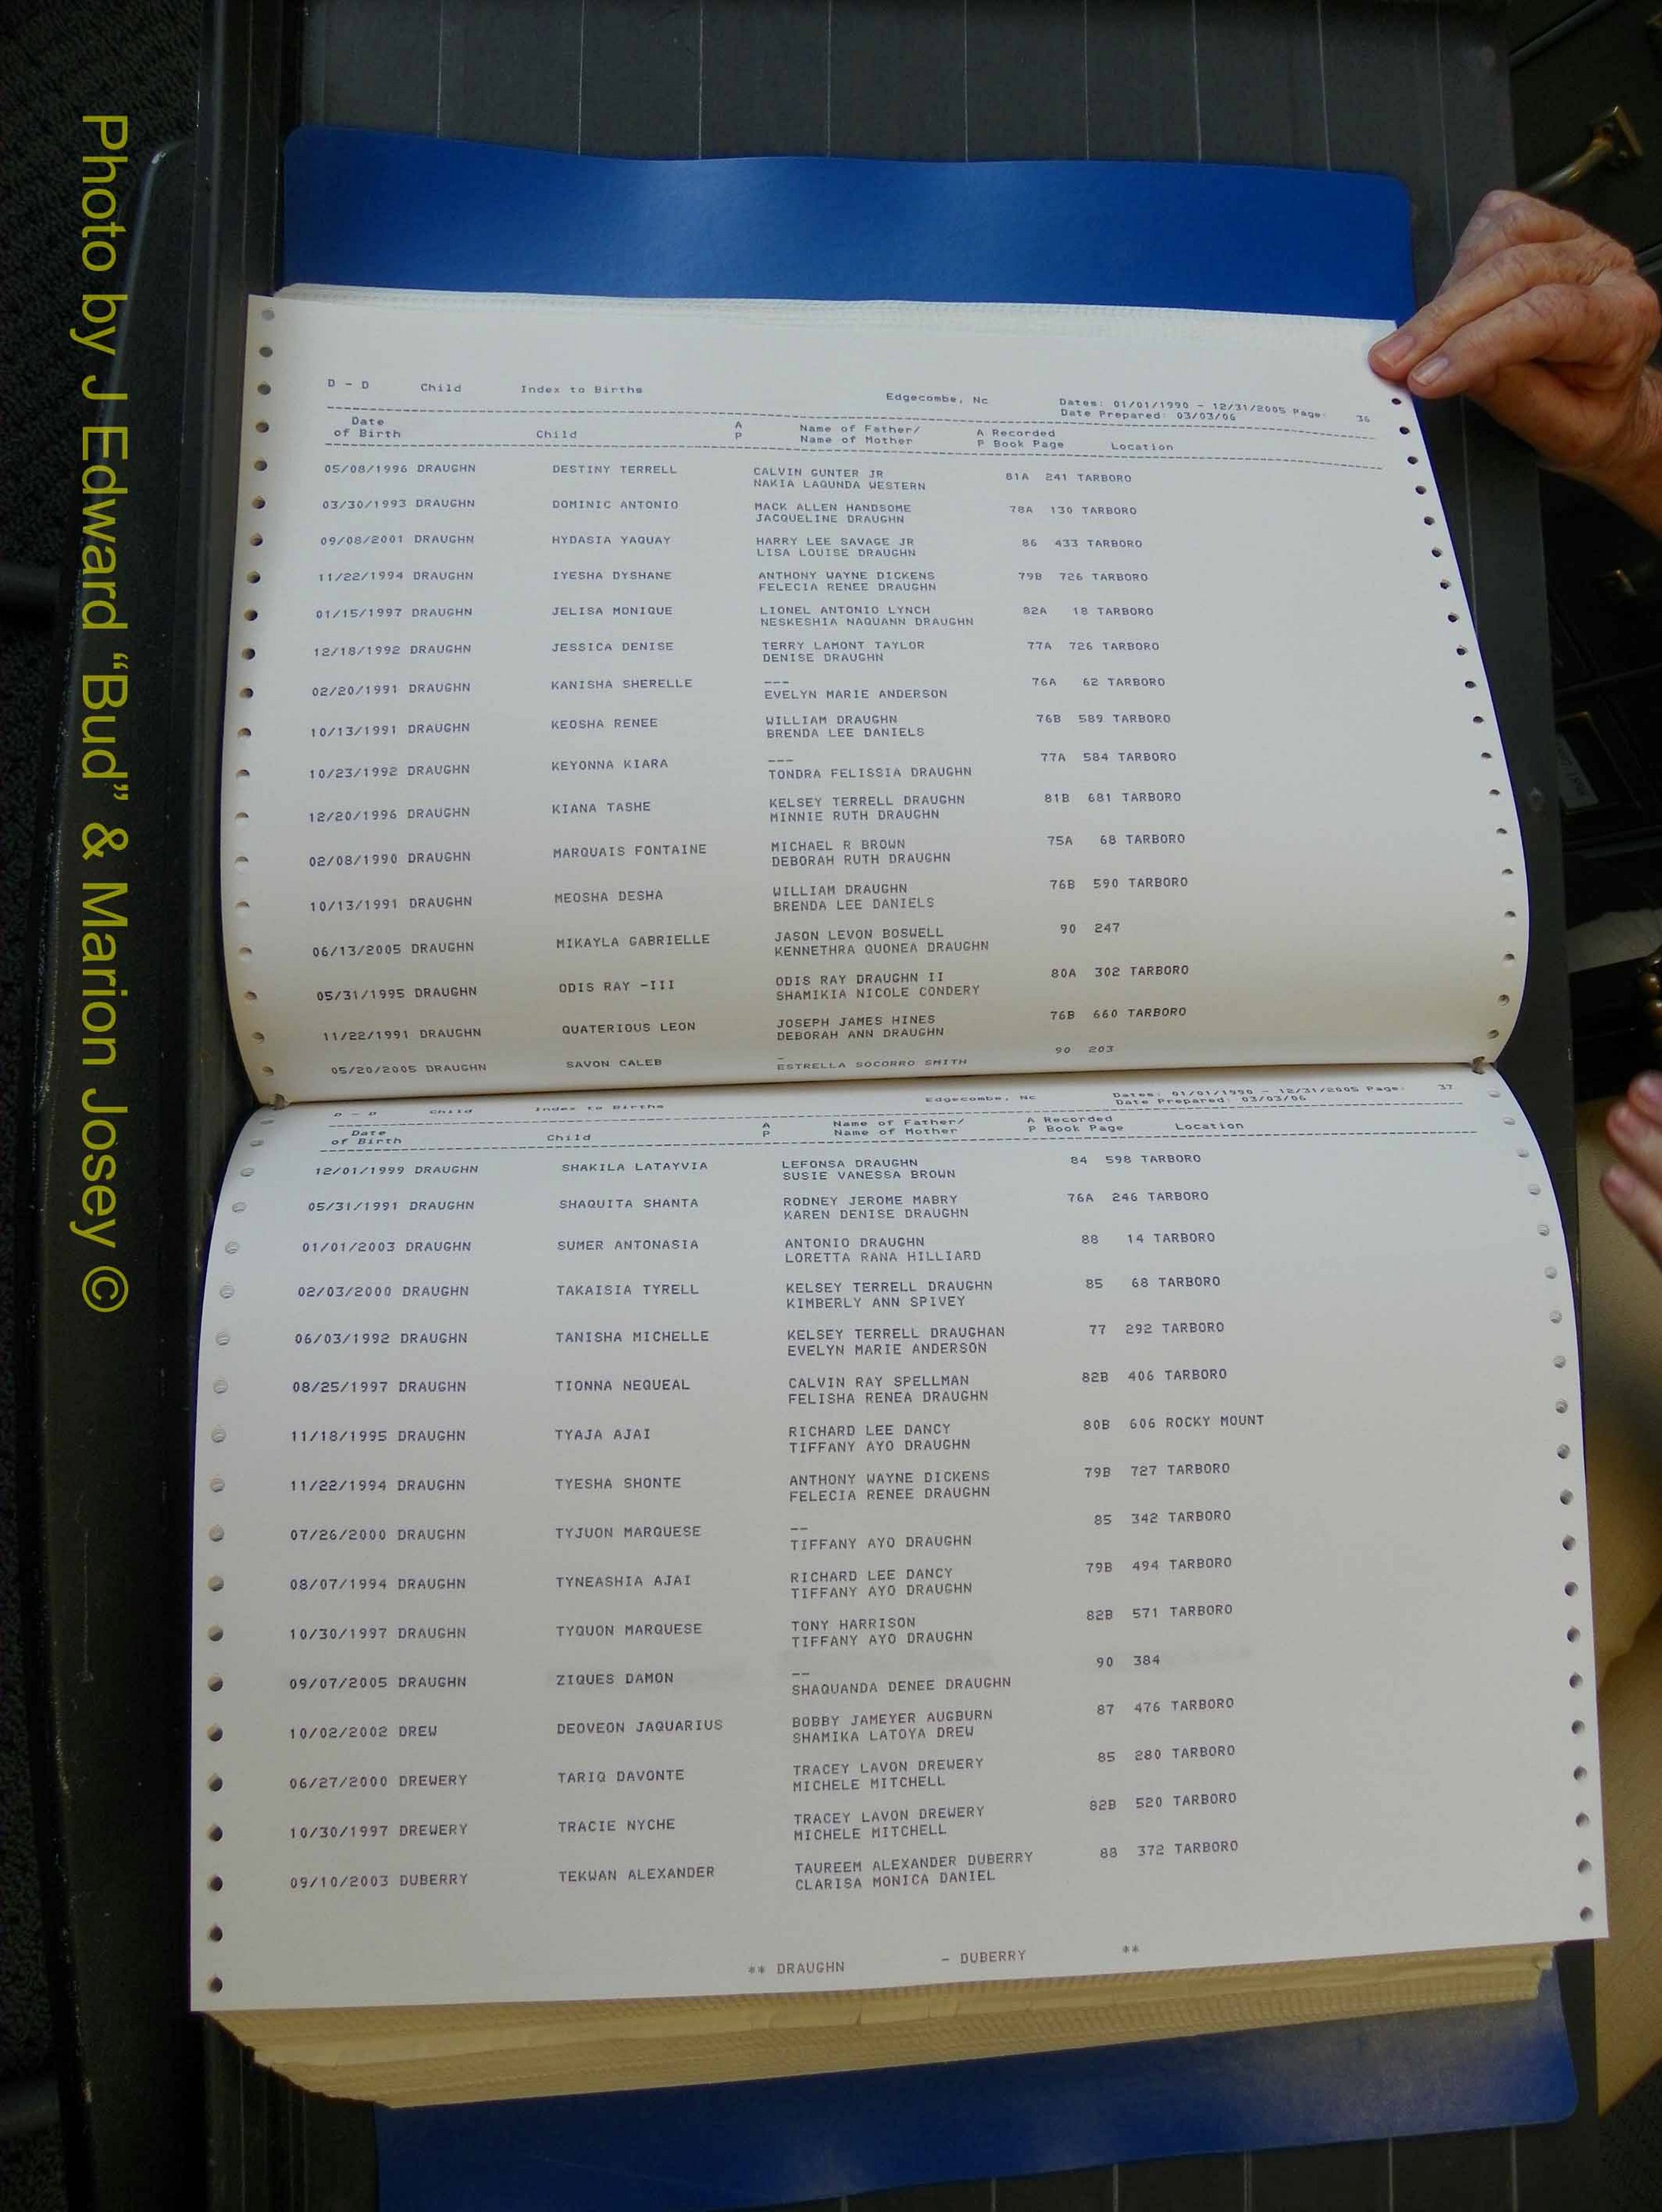 D - D Child Index to Births Edgecombe, Nc Dates: 01/01/1990 - 12/31/2005 Page: 36
Date Prepared: 03/03/06
Date A Name of Father/ A Recorded
of Birth Child P Name of Mother P Book Page Location
05/08/1996 DRAUGHN DESTINY TERRELL CALVIN GUNTER JR 81A 241 TARBORO
NAKIA LAQUNDA WESTERN
03/30/1993 DRAUGHN DOMINIC ANTONIO MACK ALLEN HANDSOME 78A 130 TARBORO
JACQUELINE DRAUGHN
09/08/2001 DRAUGHN HYDASIA YAQUAY HARRY LEE SAVAGE JR 86 433 TARBORO
LISA LOUISE DRAUGHN
11/22/1994 DRAUGHN IYESHA DYSHANE ANTHONY WAYNE DICKENS 79B 726 TARBORO
FELECIA RENEE DRAUGHN
01/15/1997 DRAUGHN JELISA MONIQUE LIONEL ANTONIO LYNCH 82A 18 TARBORO
NESKESHIA NAQUANN DRAUGHN
12/18/1992 DRAUGHN JESSICA DENISE TERRY LAMONT TAYLOR 77A 726 TARBORO
DENISE DRAUGHN
02/20/1991 DRAUGHN KANISHA SHERELLE --- 76A 62 TARBORO
EVELYN MARIE ANDERSON
10/13/1991 DRAUGHN KEOSHA RENEE WILLIAM DRAUGHN 76B 589 TARBORO
BRENDA LEE DANIELS
10/23/1992 DRAUGHN KEYONNA KIARA --- 77A 584 TARBORO
TONDRA FELISSIA DRAUGHN
12/20/1996 DRAUGHN KIANA TASHE KELSEY TERRELL DRAUGHN 81B 681 TARBORO
MINNIE RUTH DRAUGHN
02/08/1990 DRAUGHN MARQUAIS FONTAINE MICHAEL R BROWN 75A 68 TARBORO
DEBORAH RUTH DRAUGHN
10/13/1991 DRAUGHN MEOSHA DESHA WILLIAM DRAUGHN 76B 590 TARBORO
BRENDA LEE DANIELS
06/13/2005 DRAUGHN MIKAYLA GABRIELLE JASON LEVON BOSWELL 90 247
KENNETHRA QUONEA DRAUGHN
05/31/1995 DRAUGHN ODIS RAY -III ODIS RAY DRAUGHN II 80A 302 TARBORO
SHAMIKIA NICOLE CONDERY
11/22/1991 DRAUGHN QUATERIOUS LEON JOSEPH JAMES HINES 76B 660 TARBORO
DEBORAH ANN DRAUGHN
05/20/2005 DRAUGHN SAVON CALEB - 90 203
ESTRELLA SOCORRO SMITH
D - D Child Index to Births Edgecombe, Nc Dates: 01/01/1990 - 12/31/2005 Page: 37
Date Prepared: 03/03/06
Date A Name of Father/ A Recorded
of Birth Child P Name of Mother P Book Page Location
12/01/1999 DRAUGHN SHAKILA LATAYVIA LEFONSA DRAUGHN 84 598 TARBORO
SUSIE VANESSA BROWN
05/31/1991 DRAUGHN SHAQUITA SHANTA RODNEY JEROME MABRY 76A 246 TARBORO
KAREN DENISE DRAUGHN
01/01/2003 DRAUGHN SUMER ANTONASIA ANTONIO DRAUGHN 88 14 TARBORO
LORETTA RANA HILLIARD
02/03/2000 DRAUGHN TAKAISIA TYRELL KELSEY TERRELL DRAUGHN 85 68 TARBORO
KIMBERLY ANN SPIVEY
06/03/1992 DRAUGHN TANISHA MICHELLE KELSEY TERRELL DRAUGHAN 77 292 TARBORO
EVELYN MARIE ANDERSON
08/25/1997 DRAUGHN TIONNA NEQUEAL CALVIN RAY SPELLMAN 82B 406 TARBORO
FELISHA RENEA DRAUGHN
11/18/1995 DRAUGHN TYAJA AJAI RICHARD LEE DANCY 80B 606 ROCKY MOUNT
TIFFANY AYO DRAUGHN
11/22/1994 DRAUGHN TYESHA SHONTE ANTHONY WAYNE DICKENS 79B 727 TARBORO
FELECIA RENEE DRAUGHN
07/26/2000 DRAUGHN TYJUON MARQUESE -- 85 342 TARBORO
TIFFANY AYO DRAUGHN
08/07/1994 DRAUGHN TYNEASHIA AJAI RICHARD LEE DANCY 79B 494 TARBORO
TIFFANY AYO DRAUGHN
10/30/1997 DRAUGHN TYQUON MARQUESE TONY HARRISON 82B 571 TARBORO
TIFFANY AYO DRAUGHN
09/07/2005 DRAUGHN ZIQUES DAMON -- 90 384
SHAQUANDA DENEE DRAUGHN
10/02/2002 DREW DEOVEON JAQUARIUS BOBBY JAMEYER AUGBURN 87 476 TARBORO
SHAMIKA LATOYA DREW
06/27/2000 DREWERY TARIQ DAVONTE TRACEY LAVON DREWERY 85 280 TARBORO
MICHELE MITCHELL
10/30/1997 DREWERY TRACIE NYCHE TRACEY LAVON DREWERY 82B 520 TARBORO
MICHELE MITCHELL
09/10/2003 DUBERRY TEKWAN ALEXANDER TAUREEM ALEXANDER DUBERRY 88 372 TARBORO
CLARISA MONICA DANIEL
** DRAUGHN - DUBERRY **
Photo by J Edward “Bud” & Marion Josey ©